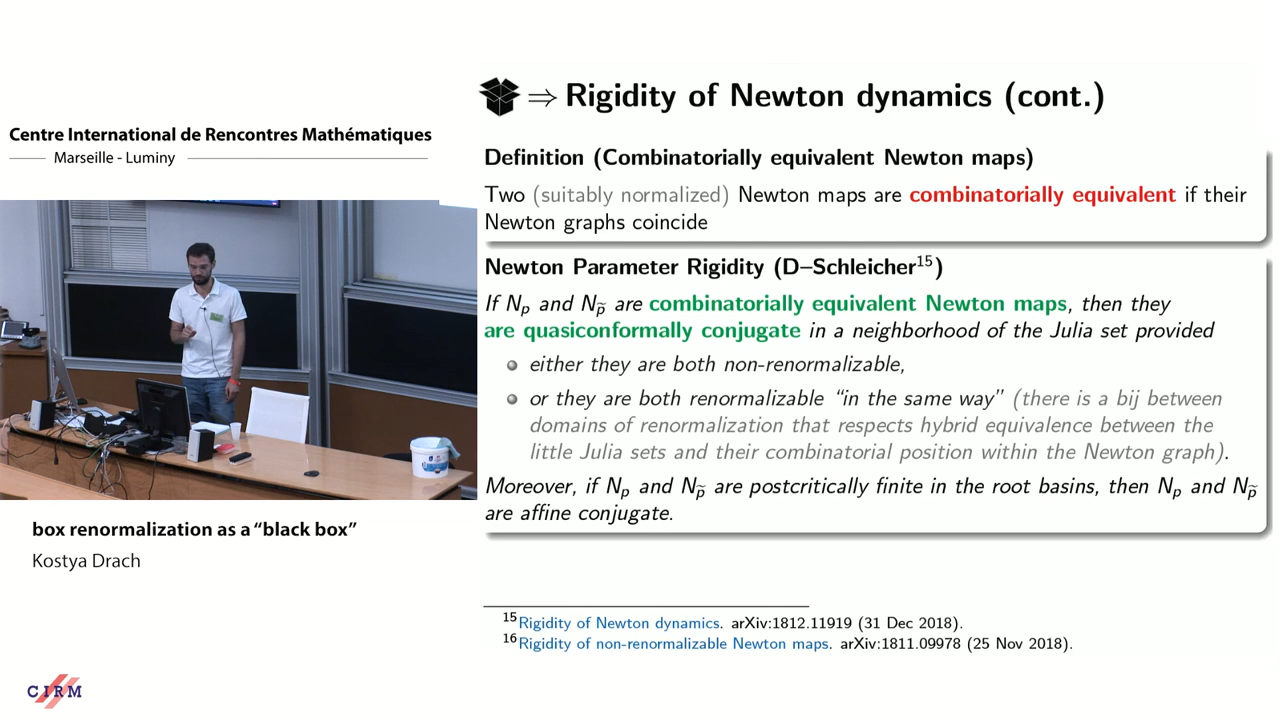 Centre International de Rencontres Mathématiques
Marseille - Luminy
box renormalization as a “black box”
Kostya Drach
CIRM
⇒ Rigidity of Newton dynamics (cont.)
Definition (Combinatorially equivalent Newton maps)
Two (suitably normalized) Newton maps are combinatorially equivalent if their
Newton graphs coincide
Newton Parameter Rigidity (D–Schleicher¹⁵)
If Nₚ and N_p̃ are combinatorially equivalent Newton maps, then they
are quasiconformally conjugate in a neighborhood of the Julia set provided
either they are both non-renormalizable,
or they are both renormalizable “in the same way” (there is a bij between
domains of renormalization that respects hybrid equivalence between the
little Julia sets and their combinatorial position within the Newton graph).
Moreover, if Nₚ and N_p̃ are postcritically finite in the root basins, then Nₚ and N_p̃
are affine conjugate.
¹⁵Rigidity of Newton dynamics. arXiv:1812.11919 (31 Dec 2018).
¹⁶Rigidity of non-renormalizable Newton maps. arXiv:1811.09978 (25 Nov 2018).